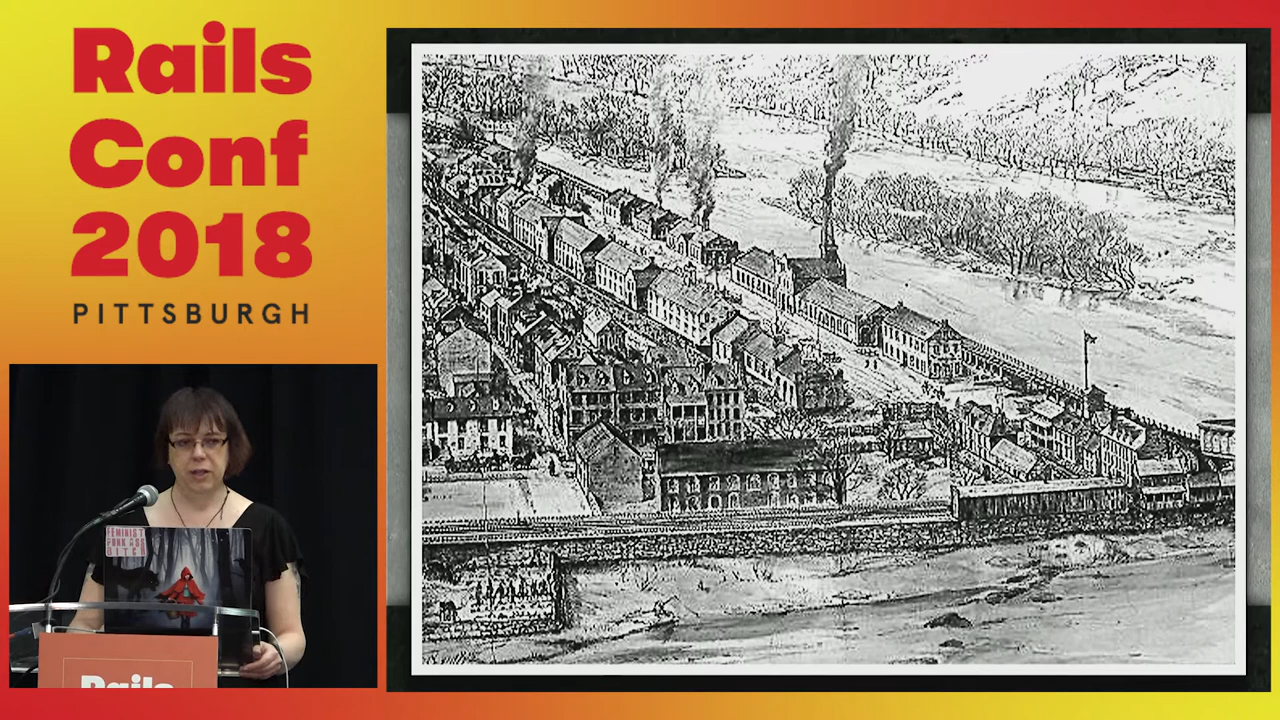 Rails
Conf
2018
PITTSBURGH
FEMINIST
PUNK ASS
BITCH
Rails